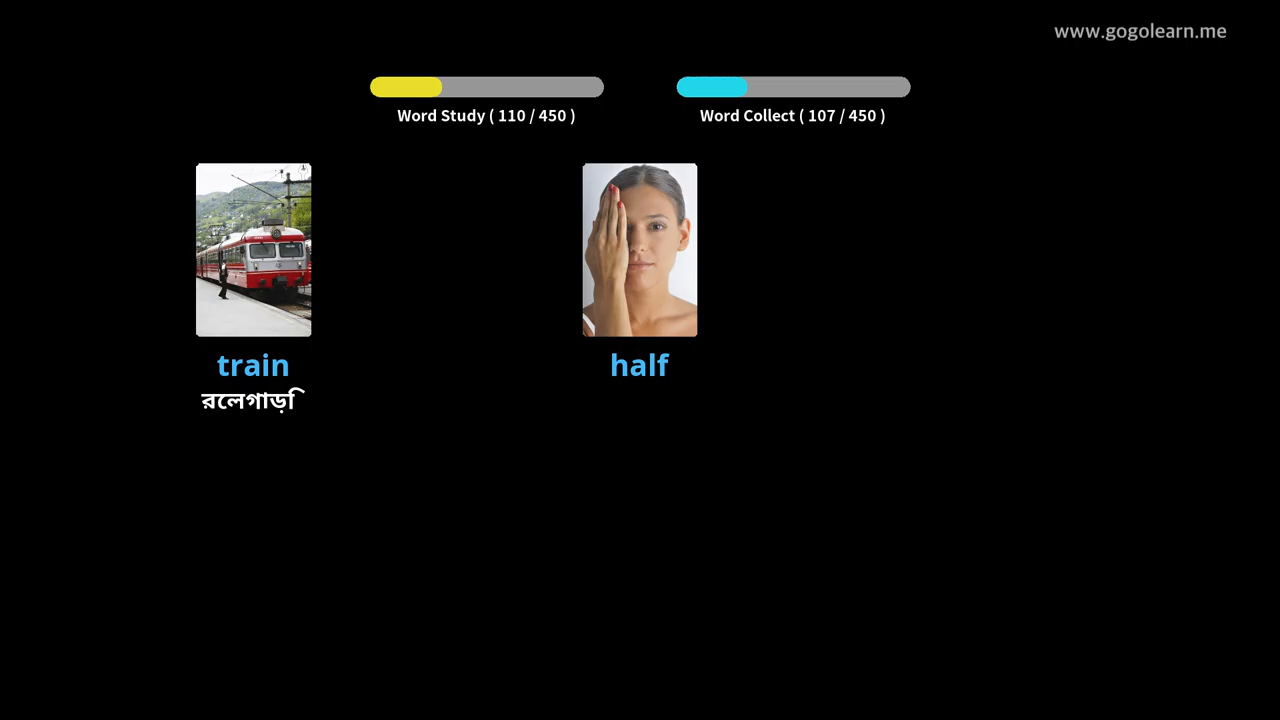 www.gogolearn.me
Word Study ( 110 / 450 )
Word Collect ( 107 / 450 )
train
half
রেলগাড়ি